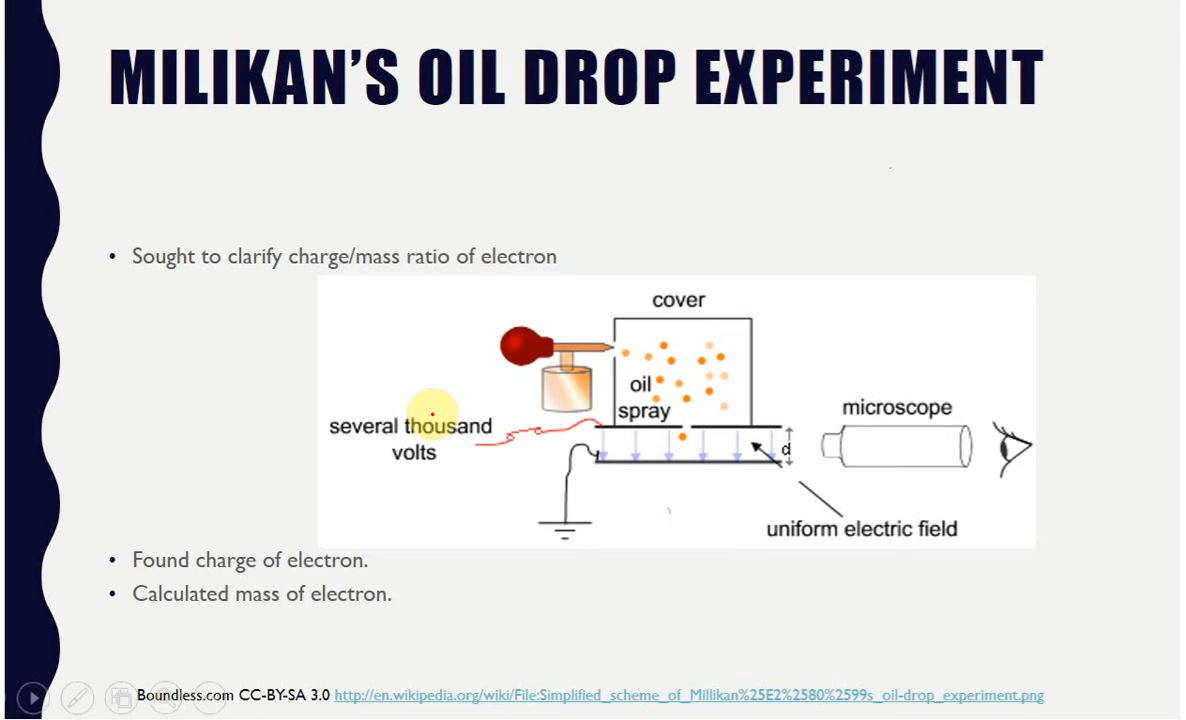 MILIKAN'S OIL DROP EXPERIMENT
• Sought to clarify charge/mass ratio of electron
cover
oil
spray
several thousand
volts
microscope
d
uniform electric field
• Found charge of electron.
• Calculated mass of electron.
Boundless.com CC-BY-SA 3.0 http://en.wikipedia.org/wiki/File:Simplified_scheme_of_Millikan%25E2%2580%2599s_oil-drop_experiment.png